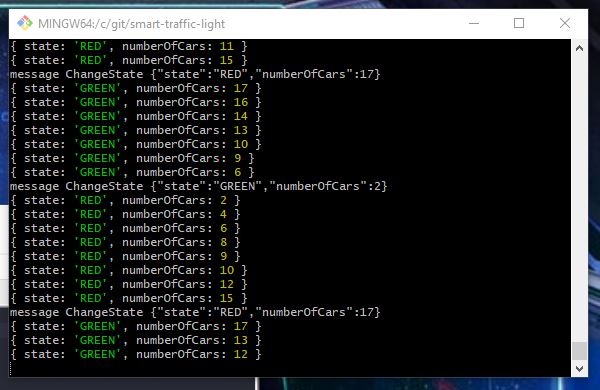 MINGW64:/c/git/smart-traffic-light
{ state: 'RED', numberOfCars: 11 }
{ state: 'RED', numberOfCars: 15 }
message ChangeState {"state":"RED","numberOfCars":17}
{ state: 'GREEN', numberOfCars: 17 }
{ state: 'GREEN', numberOfCars: 16 }
{ state: 'GREEN', numberOfCars: 14 }
{ state: 'GREEN', numberOfCars: 13 }
{ state: 'GREEN', numberOfCars: 10 }
{ state: 'GREEN', numberOfCars: 9 }
{ state: 'GREEN', numberOfCars: 6 }
message ChangeState {"state":"GREEN","numberOfCars":2}
{ state: 'RED', numberOfCars: 2 }
{ state: 'RED', numberOfCars: 4 }
{ state: 'RED', numberOfCars: 6 }
{ state: 'RED', numberOfCars: 8 }
{ state: 'RED', numberOfCars: 9 }
{ state: 'RED', numberOfCars: 10 }
{ state: 'RED', numberOfCars: 12 }
{ state: 'RED', numberOfCars: 15 }
message ChangeState {"state":"RED","numberOfCars":17}
{ state: 'GREEN', numberOfCars: 17 }
{ state: 'GREEN', numberOfCars: 13 }
{ state: 'GREEN', numberOfCars: 12 }